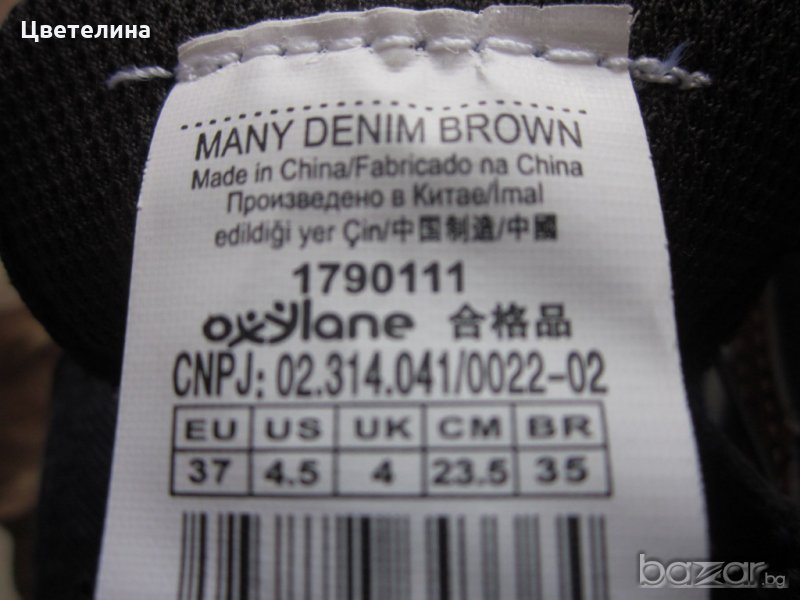 Цветелина
MANY DENIM BROWN
Made in China/Fabricado na China
Произведено в Китае/İmal
edildiği yer Çin/中国制造/中國
1790111
oxylane 合格品
CNPJ: 02.314.041/0022-02
EU US UK CM BR
37 4.5 4 23.5 35
bazar.bg